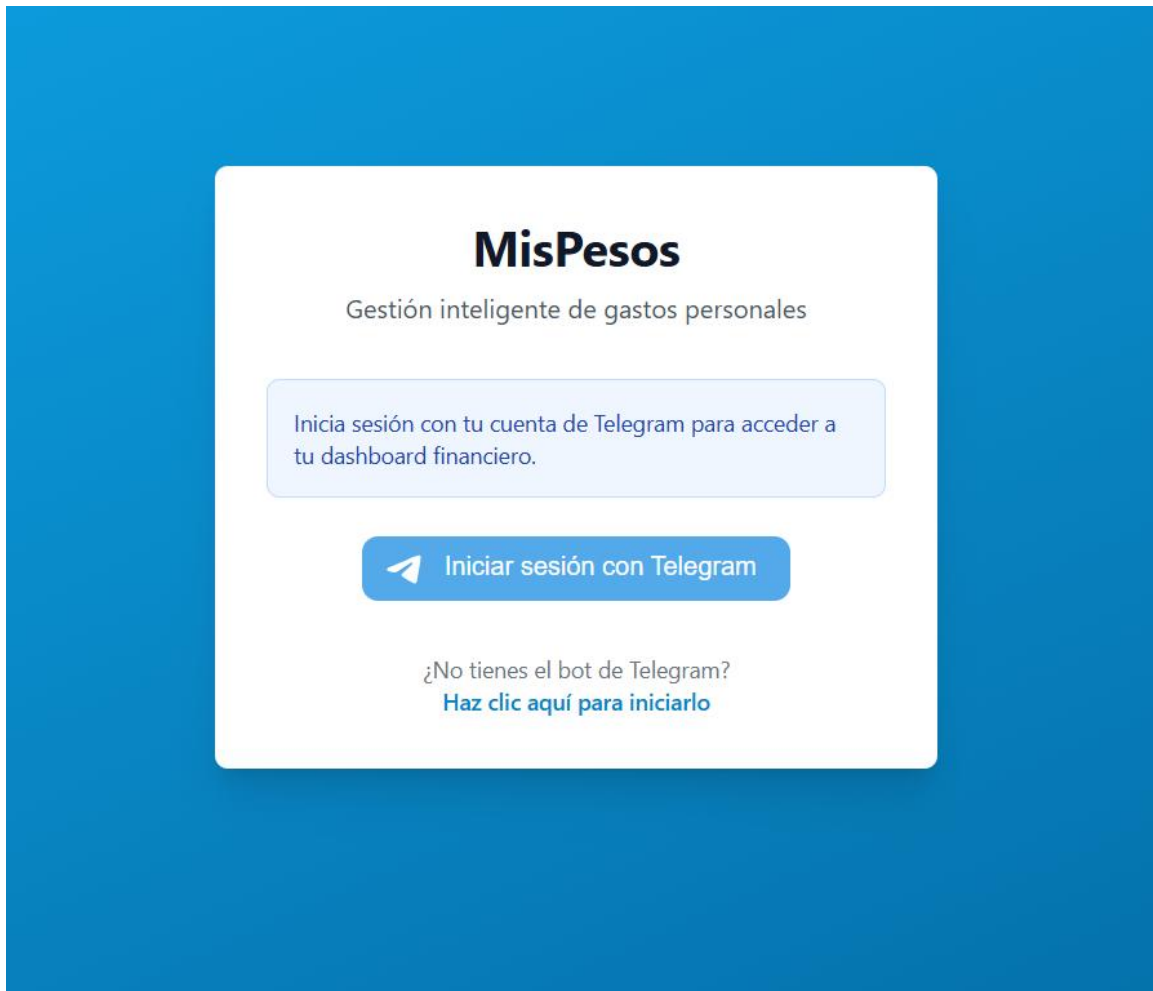 MisPesos
Gestión inteligente de gastos personales
Inicia sesión con tu cuenta de Telegram para acceder a
tu dashboard financiero.
Iniciar sesión con Telegram
¿No tienes el bot de Telegram?
Haz clic aquí para iniciarlo